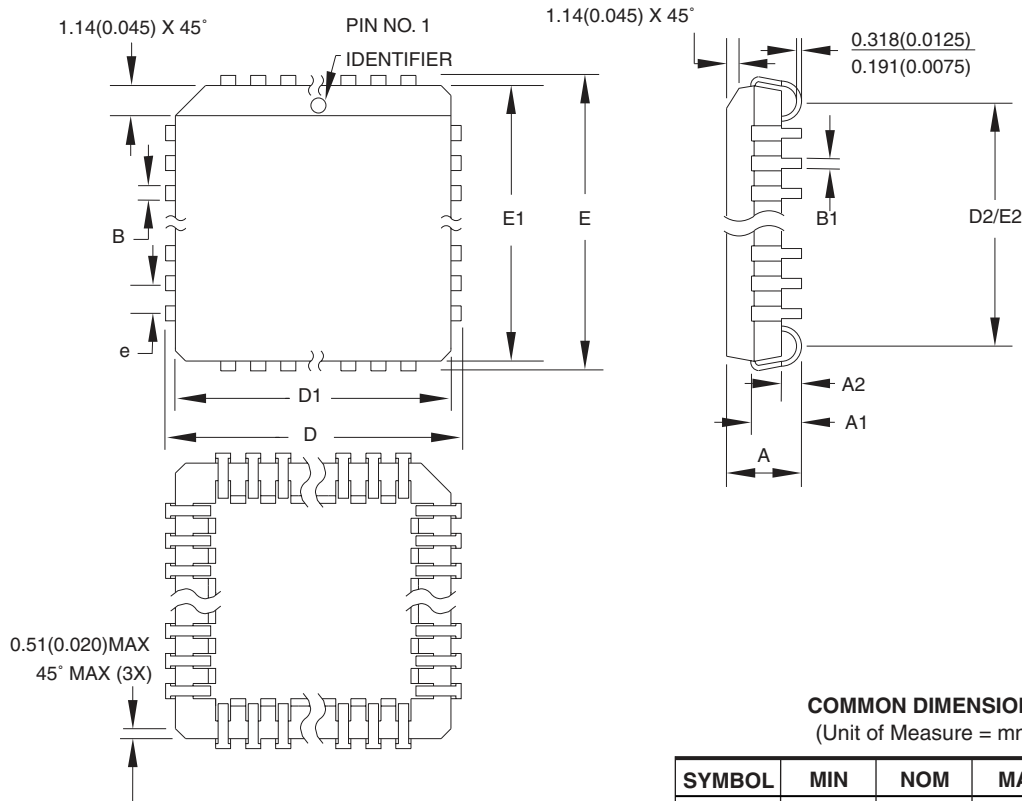 1.14(0.045) X 45˚
PIN NO. 1
IDENTIFIER
1.14(0.045) X 45˚
0.318(0.0125)
0.191(0.0075)
B
e
E1
E
B1
D2/E2
D1
D
A2
A1
A
0.51(0.020)MAX
45˚ MAX (3X)
COMMON DIMENSION
(Unit of Measure = mm
SYMBOL MIN NOM MA